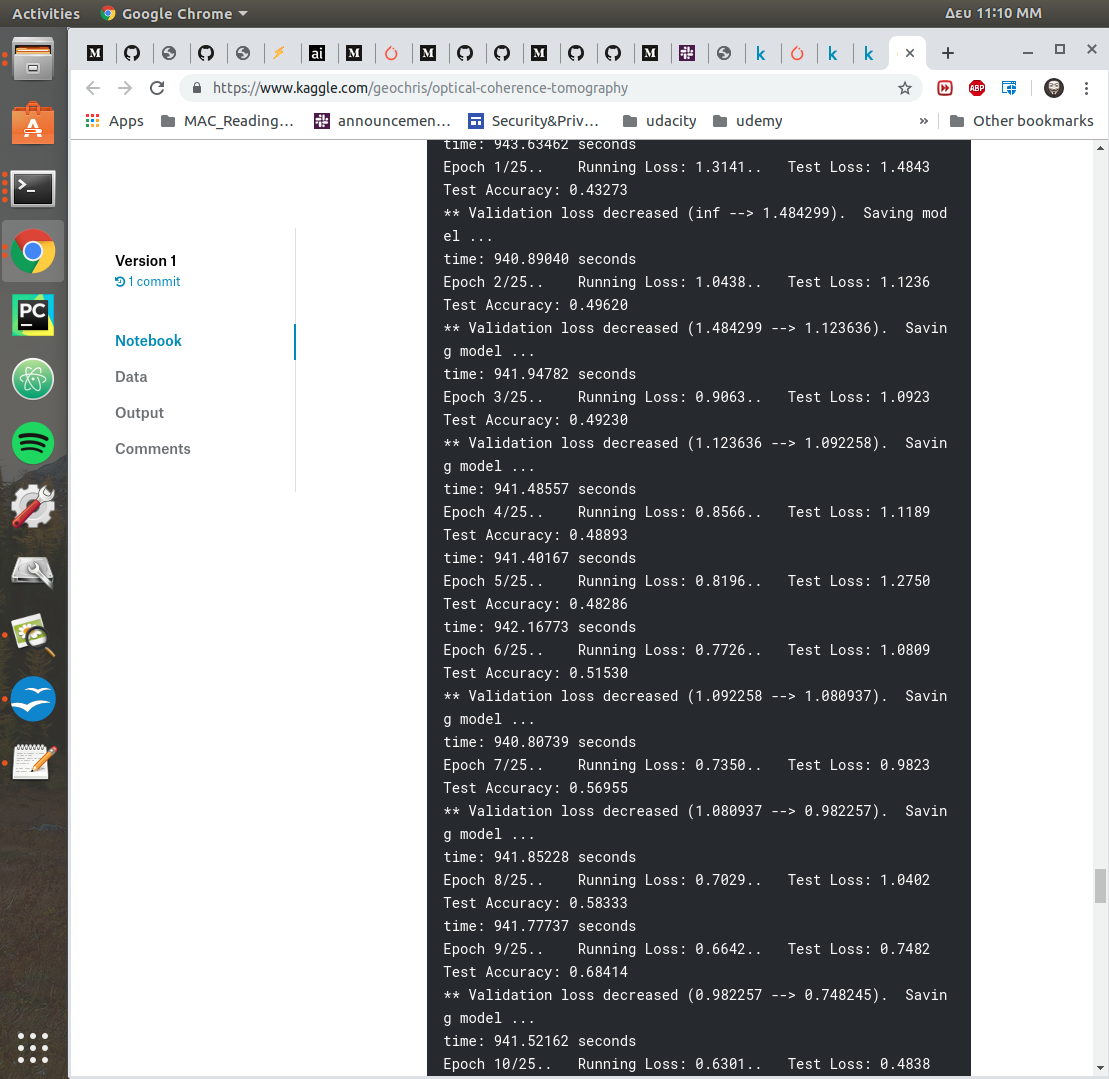 Activities
Google Chrome
Δευ 11:10 ΜΜ
https://www.kaggle.com/geochris/optical-coherence-tomography
Apps
MAC_Reading...
announcemen...
Security&Priv...
udacity
udemy
»
Other bookmarks
Version 1
1 commit
Notebook
Data
Output
Comments
time: 943.63462 seconds
Epoch 1/25.. Running Loss: 1.3141.. Test Loss: 1.4843
Test Accuracy: 0.43273
** Validation loss decreased (inf --> 1.484299). Saving mod
el ...
time: 940.89040 seconds
Epoch 2/25.. Running Loss: 1.0438.. Test Loss: 1.1236
Test Accuracy: 0.49620
** Validation loss decreased (1.484299 --> 1.123636). Savin
g model ...
time: 941.94782 seconds
Epoch 3/25.. Running Loss: 0.9063.. Test Loss: 1.0923
Test Accuracy: 0.49230
** Validation loss decreased (1.123636 --> 1.092258). Savin
g model ...
time: 941.48557 seconds
Epoch 4/25.. Running Loss: 0.8566.. Test Loss: 1.1189
Test Accuracy: 0.48893
time: 941.40167 seconds
Epoch 5/25.. Running Loss: 0.8196.. Test Loss: 1.2750
Test Accuracy: 0.48286
time: 942.16773 seconds
Epoch 6/25.. Running Loss: 0.7726.. Test Loss: 1.0809
Test Accuracy: 0.51530
** Validation loss decreased (1.092258 --> 1.080937). Savin
g model ...
time: 940.80739 seconds
Epoch 7/25.. Running Loss: 0.7350.. Test Loss: 0.9823
Test Accuracy: 0.56955
** Validation loss decreased (1.080937 --> 0.982257). Savin
g model ...
time: 941.85228 seconds
Epoch 8/25.. Running Loss: 0.7029.. Test Loss: 1.0402
Test Accuracy: 0.58333
time: 941.77737 seconds
Epoch 9/25.. Running Loss: 0.6642.. Test Loss: 0.7482
Test Accuracy: 0.68414
** Validation loss decreased (0.982257 --> 0.748245). Savin
g model ...
time: 941.52162 seconds
Epoch 10/25.. Running Loss: 0.6301.. Test Loss: 0.4838